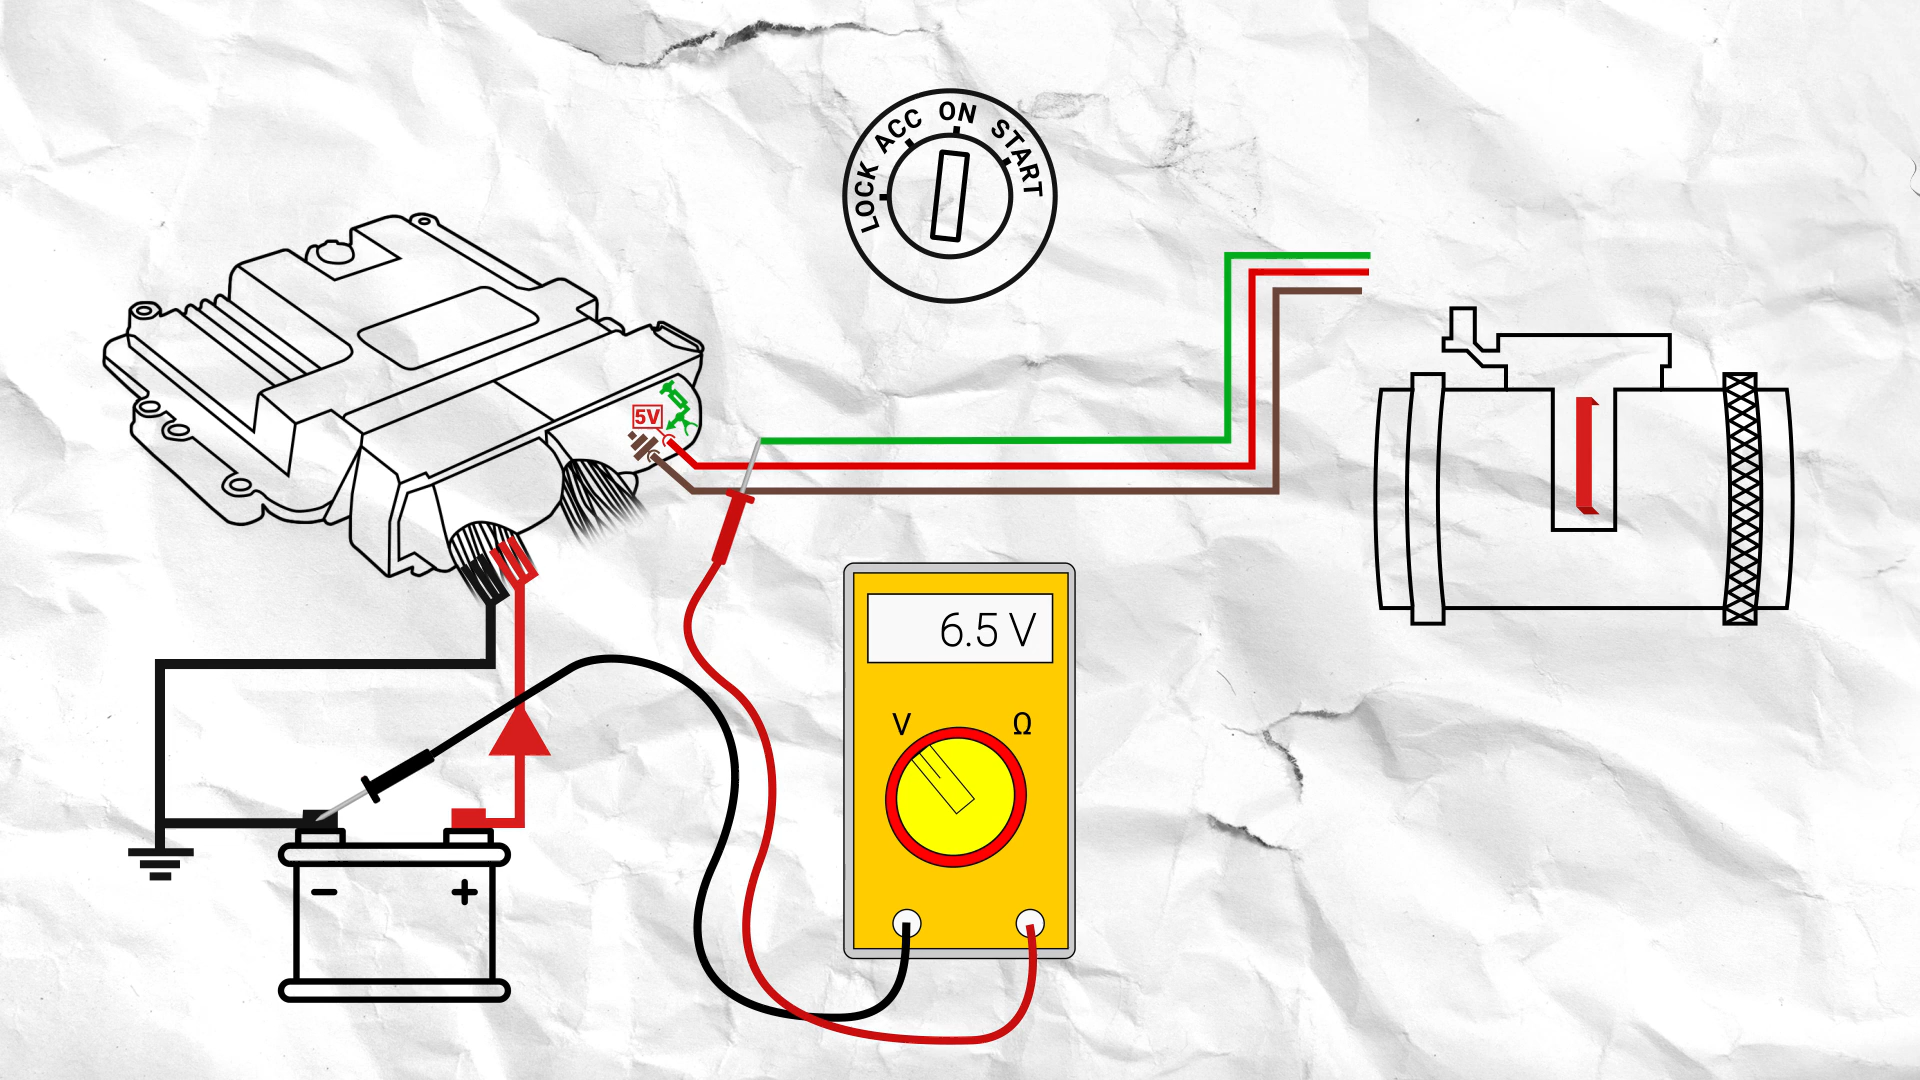 LOCK ACC ON START
5V
6.5 V
V Ω
− +